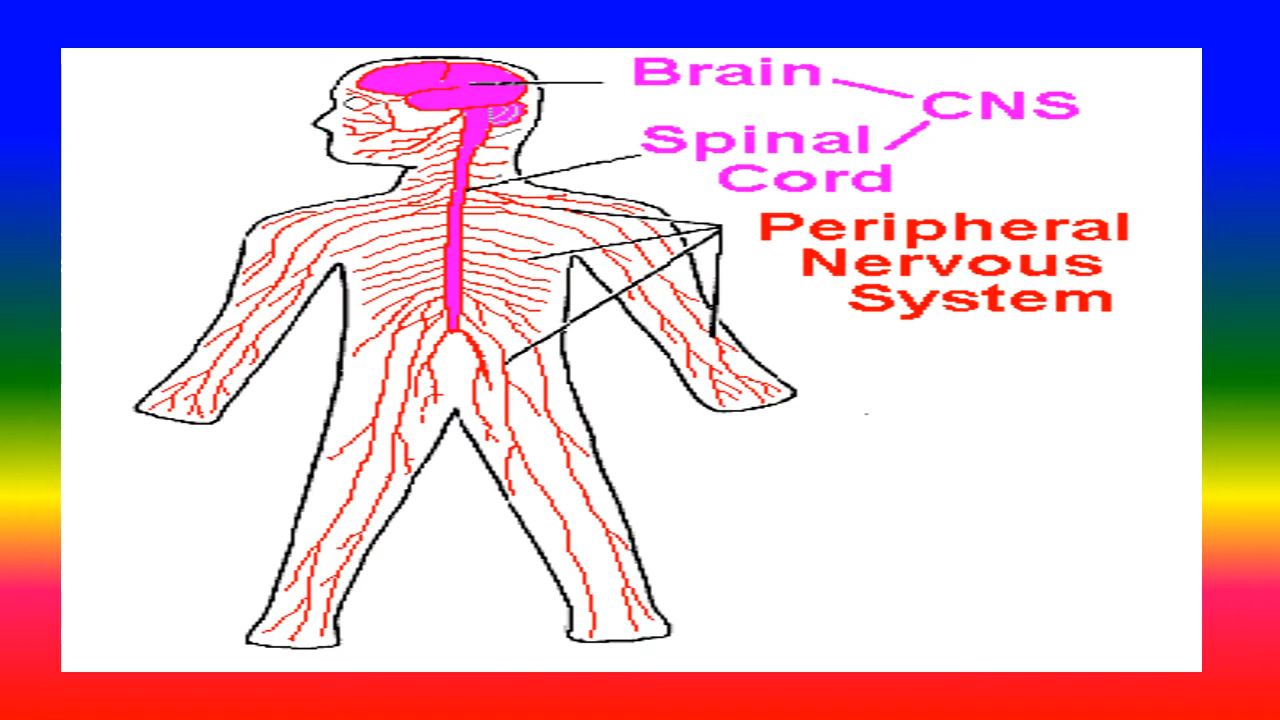 Brain
CNS
Spinal
Cord
Peripheral
Nervous
System